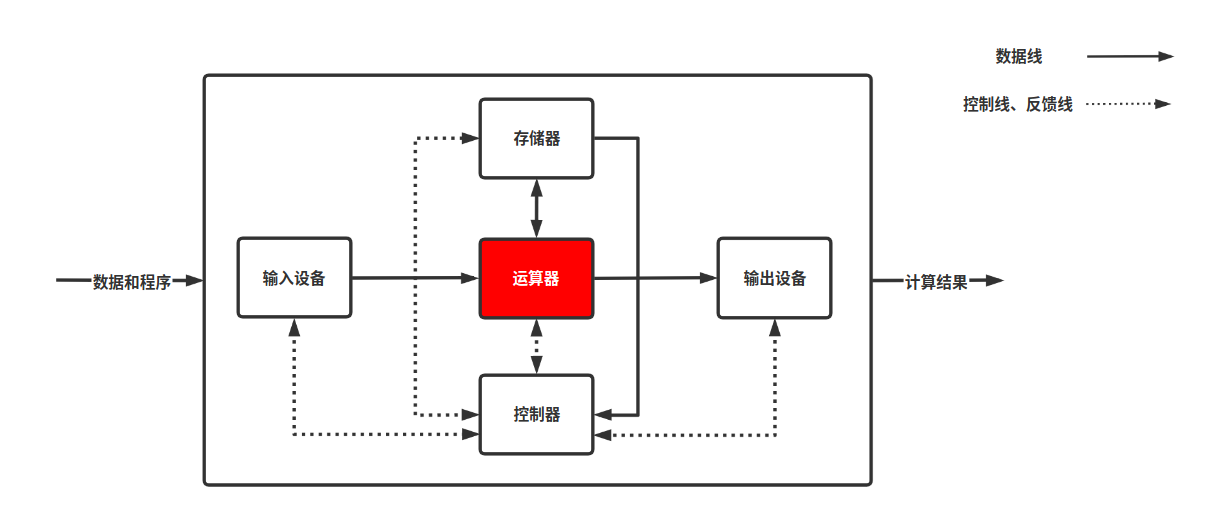 数据线
控制线、反馈线
存储器
数据和程序
输入设备
运算器
输出设备
计算结果
控制器